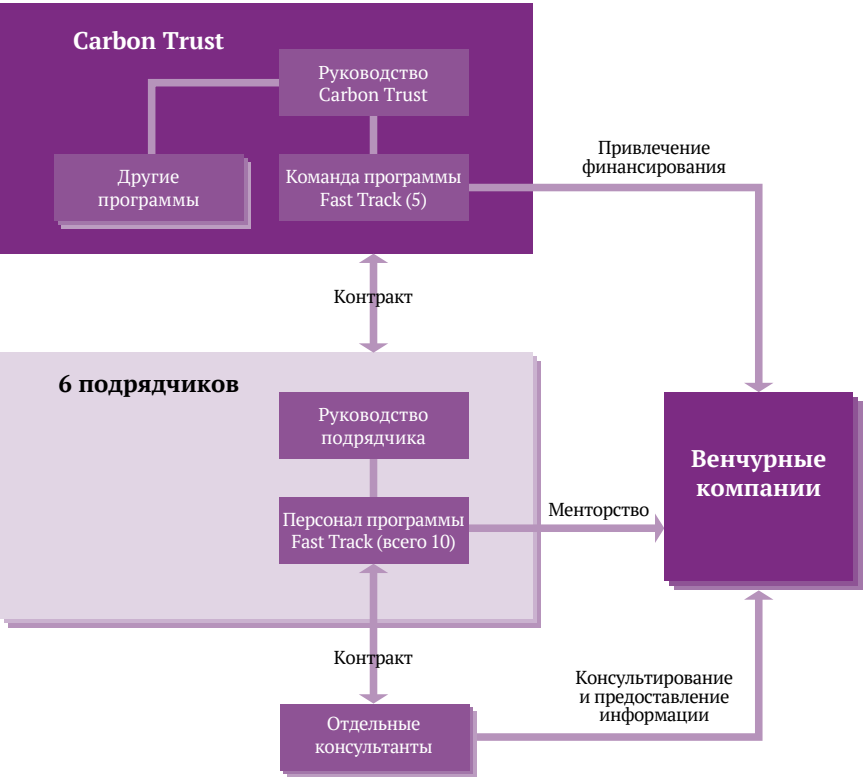 Carbon Trust
Руководство
Carbon Trust
Другие
программы
Команда программы
Fast Track (5)
Привлечение
финансирования
Контракт
6 подрядчиков
Руководство
подрядчика
Венчурные
компании
Персонал программы
Fast Track (всего 10)
Менторство
Контракт
Консультирование
и предоставление
информации
Отдельные
консультанты